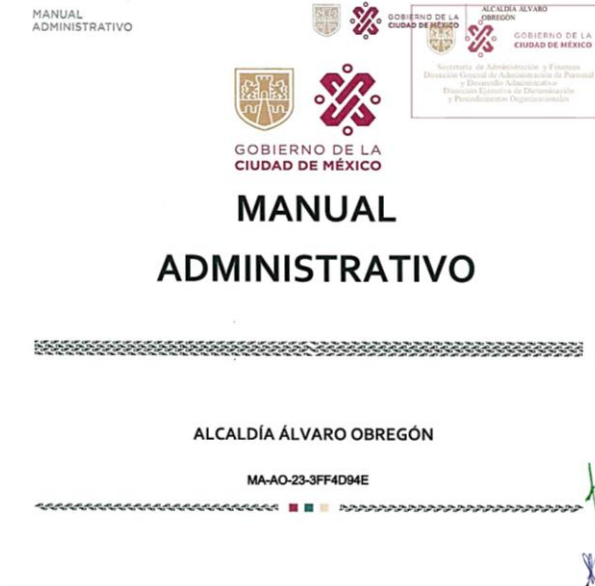 MANUAL
ADMINISTRATIVO
GOBIERNO DE LA
CIUDAD DE MÉXICO
ALCALDÍA ÁLVARO
OBREGÓN
GOBIERNO DE LA
CIUDAD DE MÉXICO
Secretaría de Administración y Finanzas
Dirección General de Administración de Personal
y Desarrollo Administrativo
Dirección Ejecutiva de Dictaminación
y Procedimientos Organizacionales
GOBIERNO DE LA
CIUDAD DE MÉXICO
MANUAL
ADMINISTRATIVO
ALCALDÍA ÁLVARO OBREGÓN
MA-AO-23-3FF4D94E